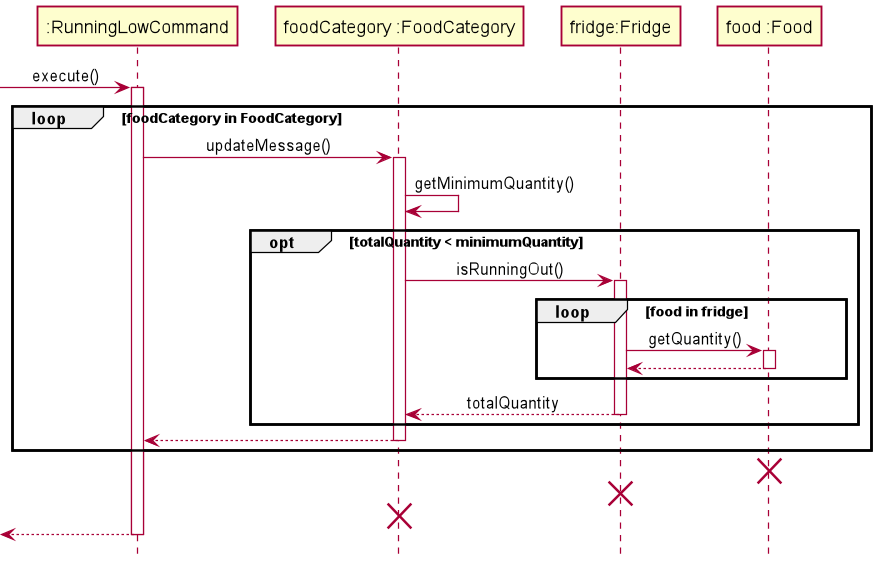 :RunningLowCommand
foodCategory :FoodCategory
fridge:Fridge
food :Food
execute()
loop
[foodCategory in FoodCategory]
updateMessage()
getMinimumQuantity()
opt
[totalQuantity < minimumQuantity]
isRunningOut()
loop
[food in fridge]
getQuantity()
totalQuantity